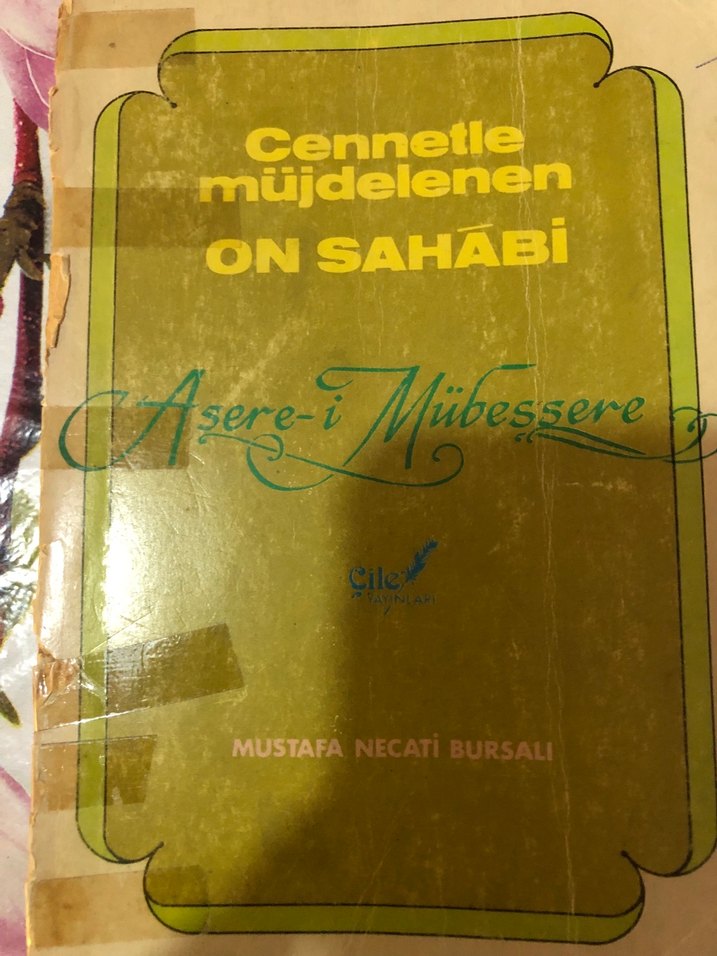 Cennetle
müjdelenen
ON SAHÂBİ
Aşere-i Mübeşşere
Çile
YAYINLARI
MUSTAFA NECATİ BURSALI